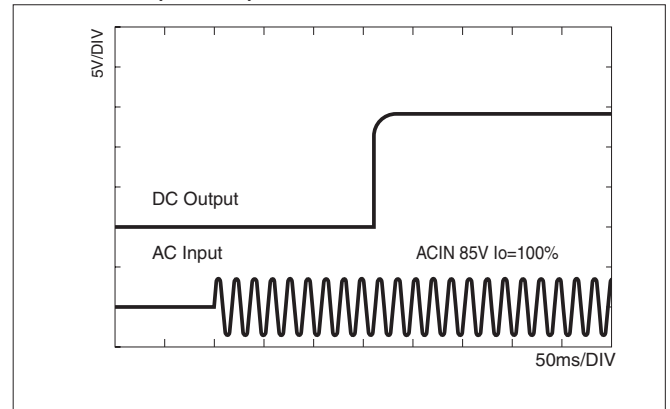 5V/DIV
DC Output
AC Input
ACIN 85V Io=100%
50ms/DIV